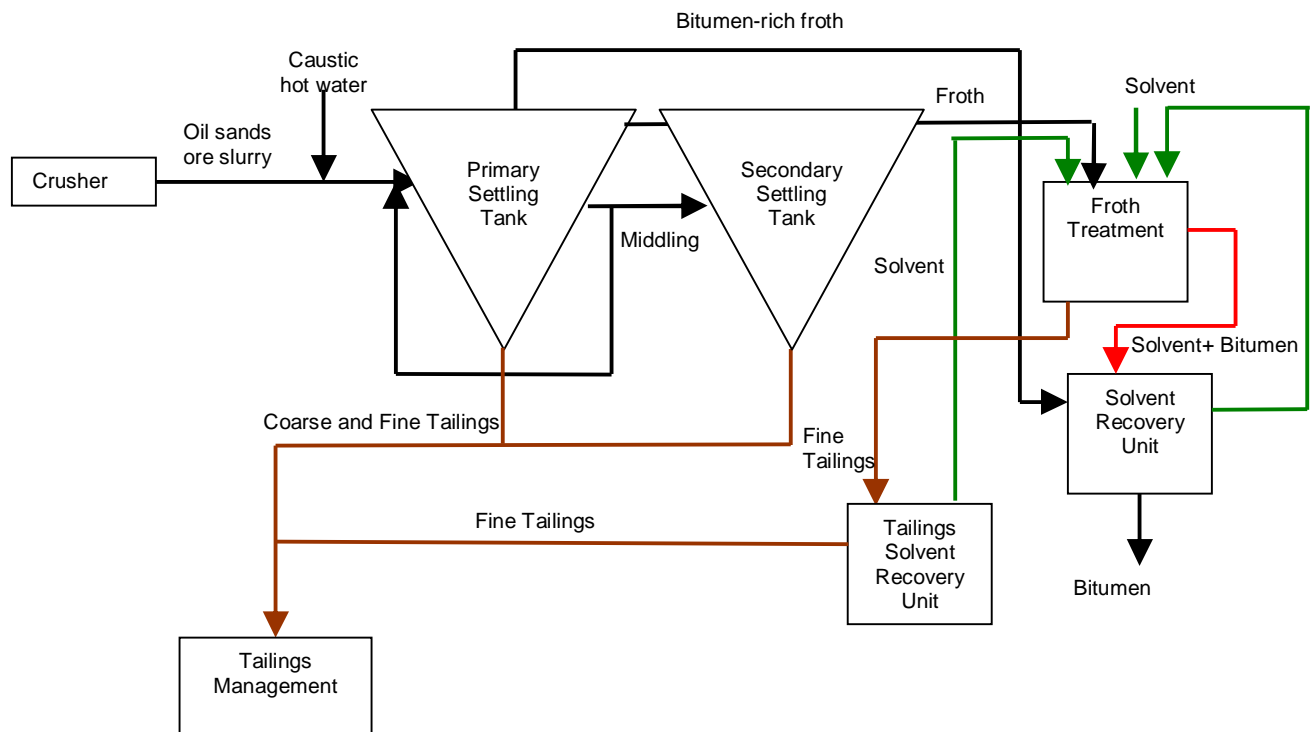 Bitumen-rich froth
Caustic
hot water
Solvent
Froth
Oil sands
ore slurry
Crusher
Primary
Settling
Tank
Secondary
Settling
Tank
Froth
Treatment
Middling
Solvent
Solvent+ Bitumen
Solvent
Recovery
Unit
Coarse and Fine Tailings
Fine
Tailings
Fine Tailings
Tailings
Solvent
Recovery
Unit
Bitumen
Tailings
Management